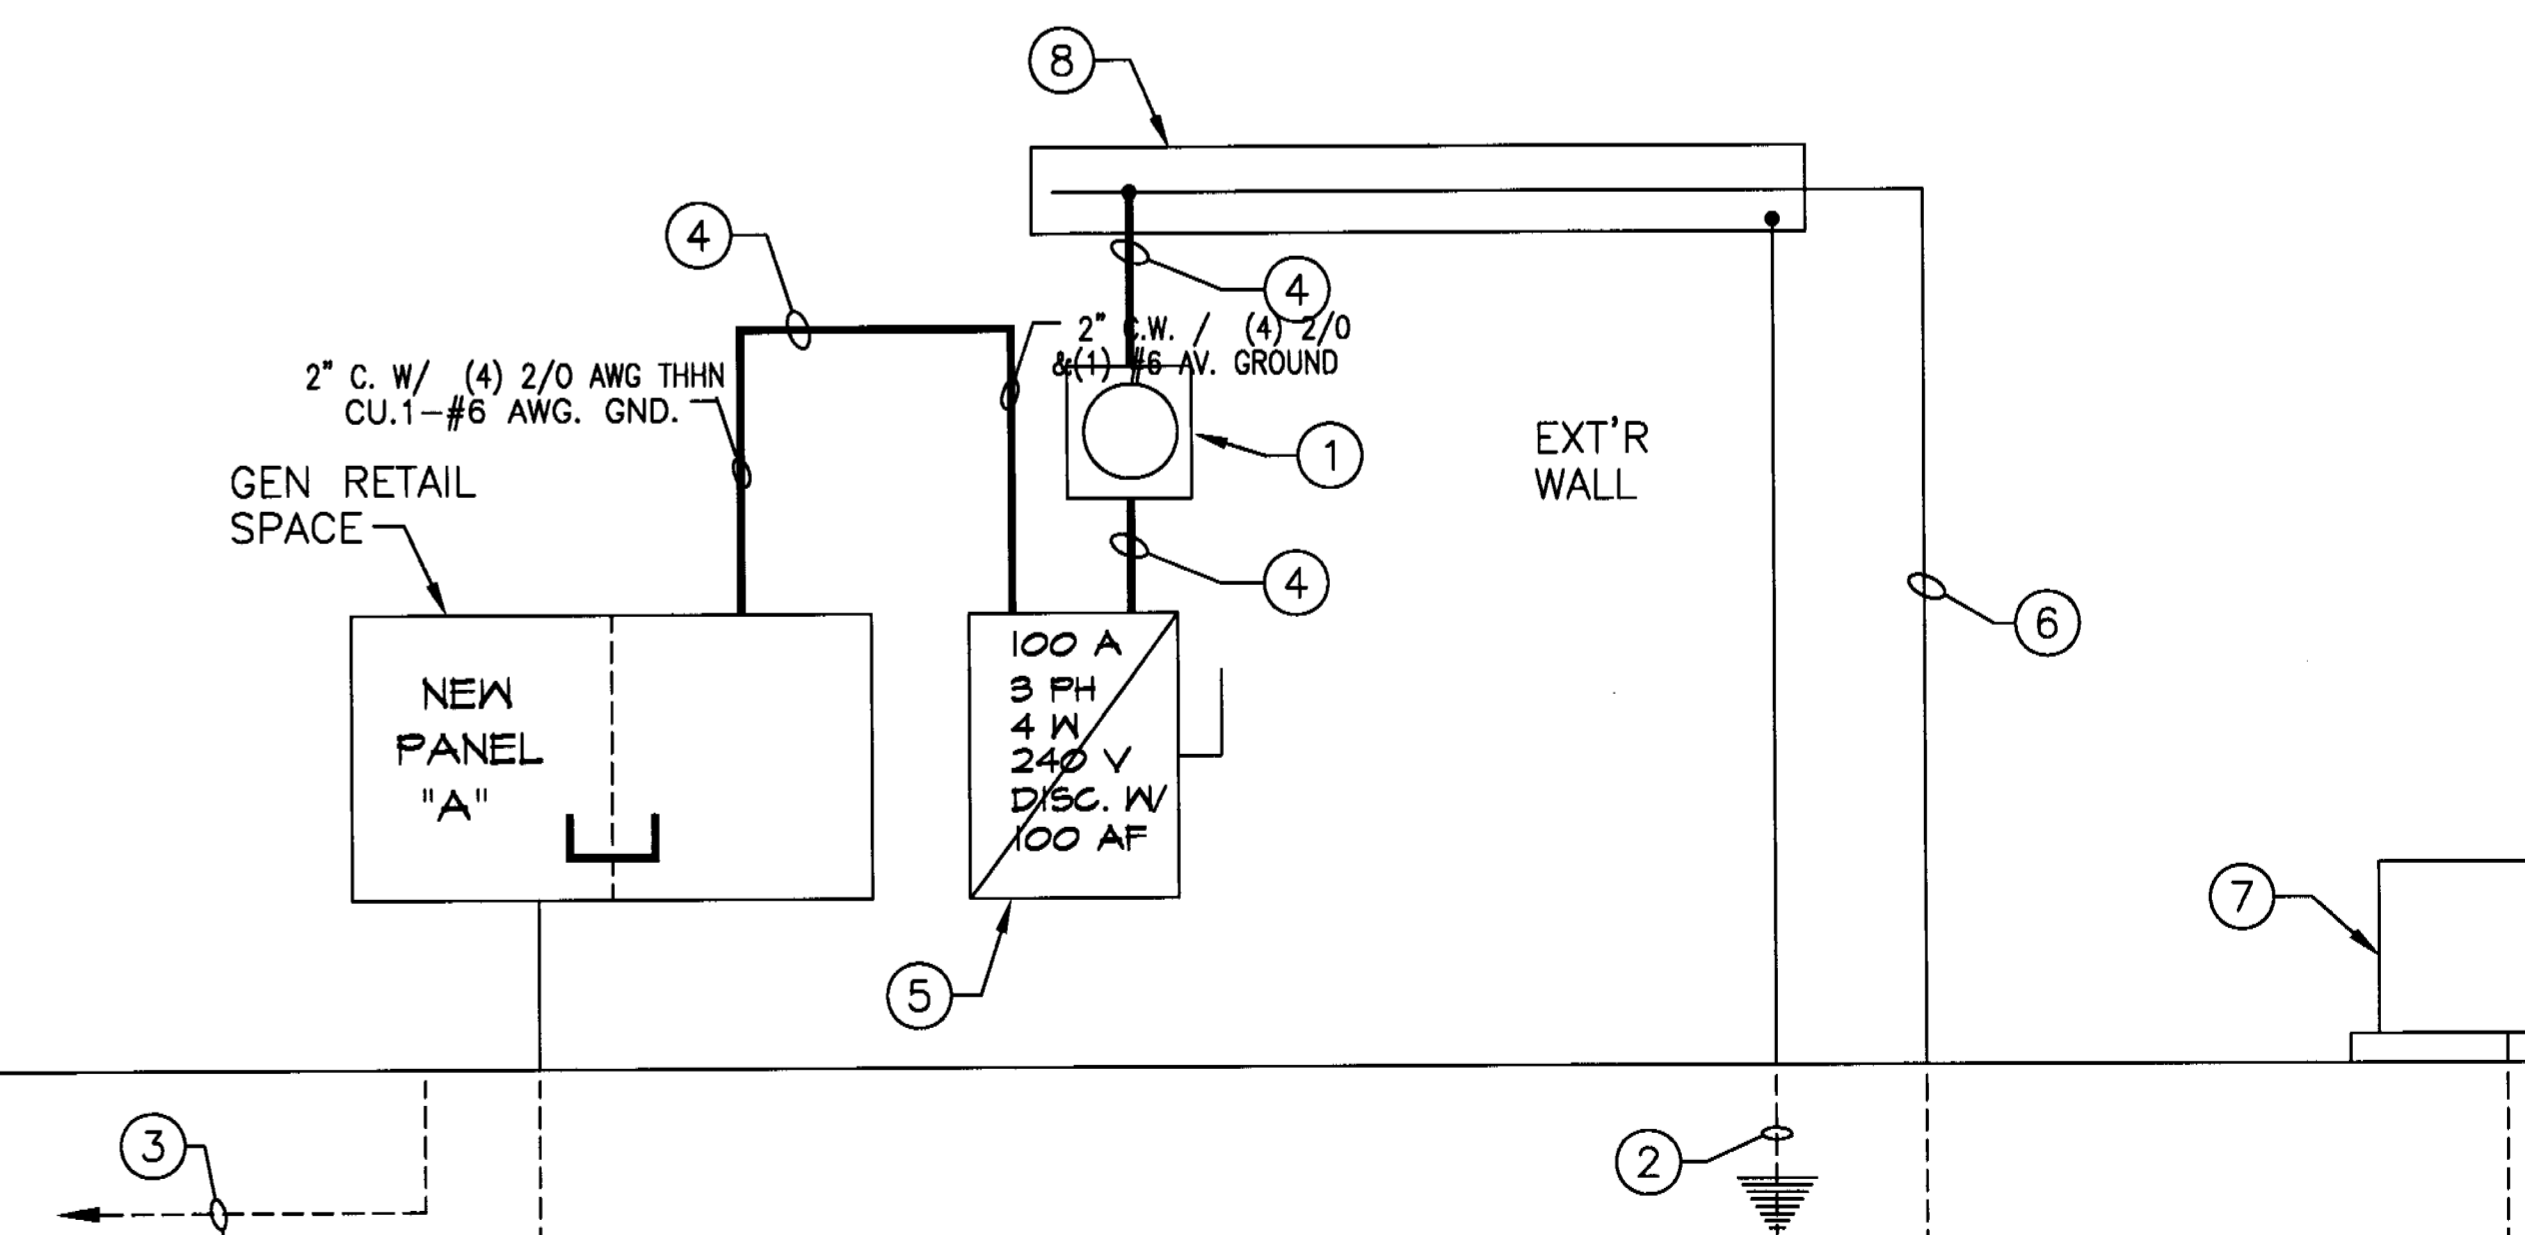 8
4
4
2" C.W. / (4) 2/0
&(1) #6 AV. GROUND
2" C. W/ (4) 2/0 AWG THHN
CU.1-#6 AWG. GND.
1
EXT'R
WALL
GEN RETAIL
SPACE
4
6
100 A
3 PH
4 W
240 V
DISC. W/
100 AF
NEW
PANEL
"A"
7
5
3
2